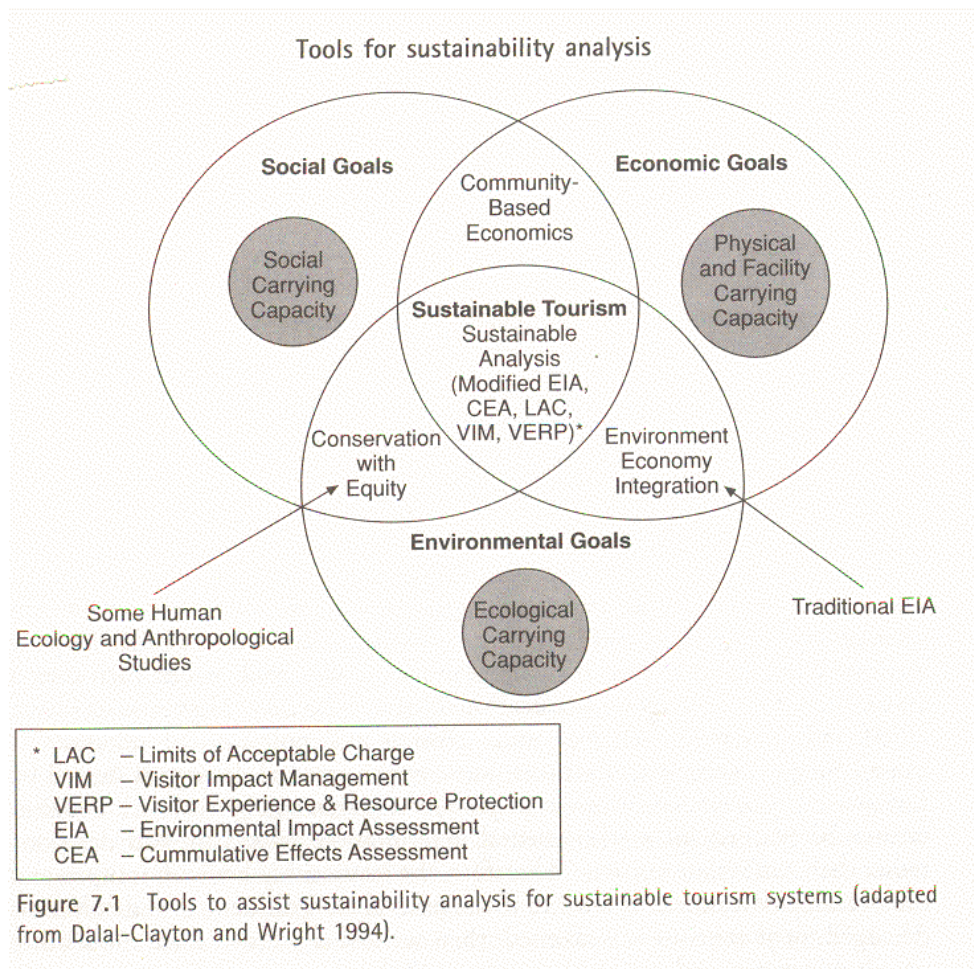 Tools for sustainability analysis
Social Goals
Economic Goals
Community-
Based
Economics
Social
Carrying
Capacity
Physical
and Facility
Carrying
Capacity
Sustainable Tourism
Sustainable
Analysis
(Modified EIA,
CEA, LAC,
VIM, VERP)*
Conservation
with
Equity
Environment
Economy
Integration
Environmental Goals
Ecological
Carrying
Capacity
Some Human
Ecology and Anthropological
Studies
Traditional EIA
* LAC – Limits of Acceptable Charge
VIM – Visitor Impact Management
VERP – Visitor Experience & Resource Protection
EIA – Environmental Impact Assessment
CEA – Cummulative Effects Assessment
Figure 7.1 Tools to assist sustainability analysis for sustainable tourism systems (adapted
from Dalal-Clayton and Wright 1994).